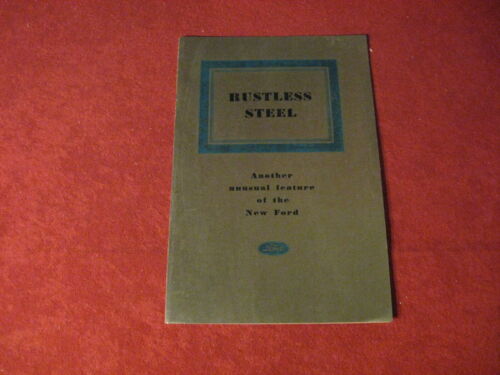 RUSTLESS
STEEL
Another
unusual feature
of the
New Ford
Ford